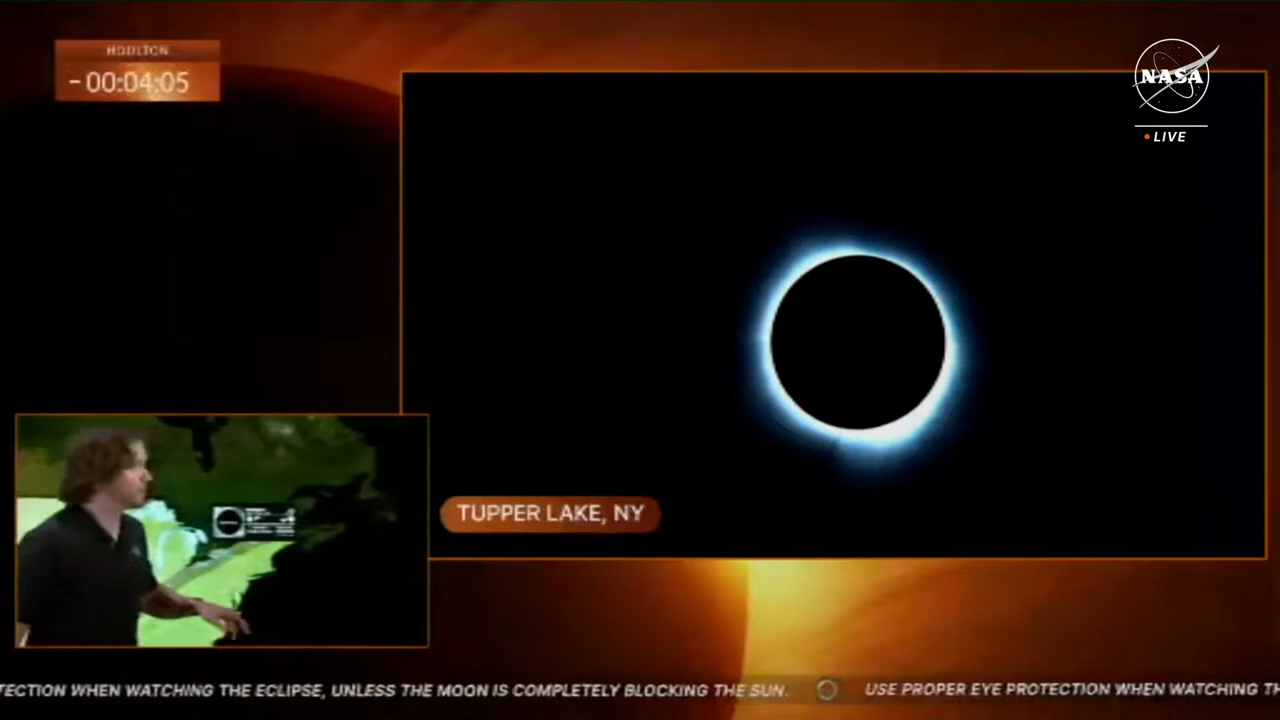 HOULTON
-00:04:05
NASA
LIVE
TUPPER LAKE, NY
TECTION WHEN WATCHING THE ECLIPSE, UNLESS THE MOON IS COMPLETELY BLOCKING THE SUN. USE PROPER EYE PROTECTION WHEN WATCHING TH